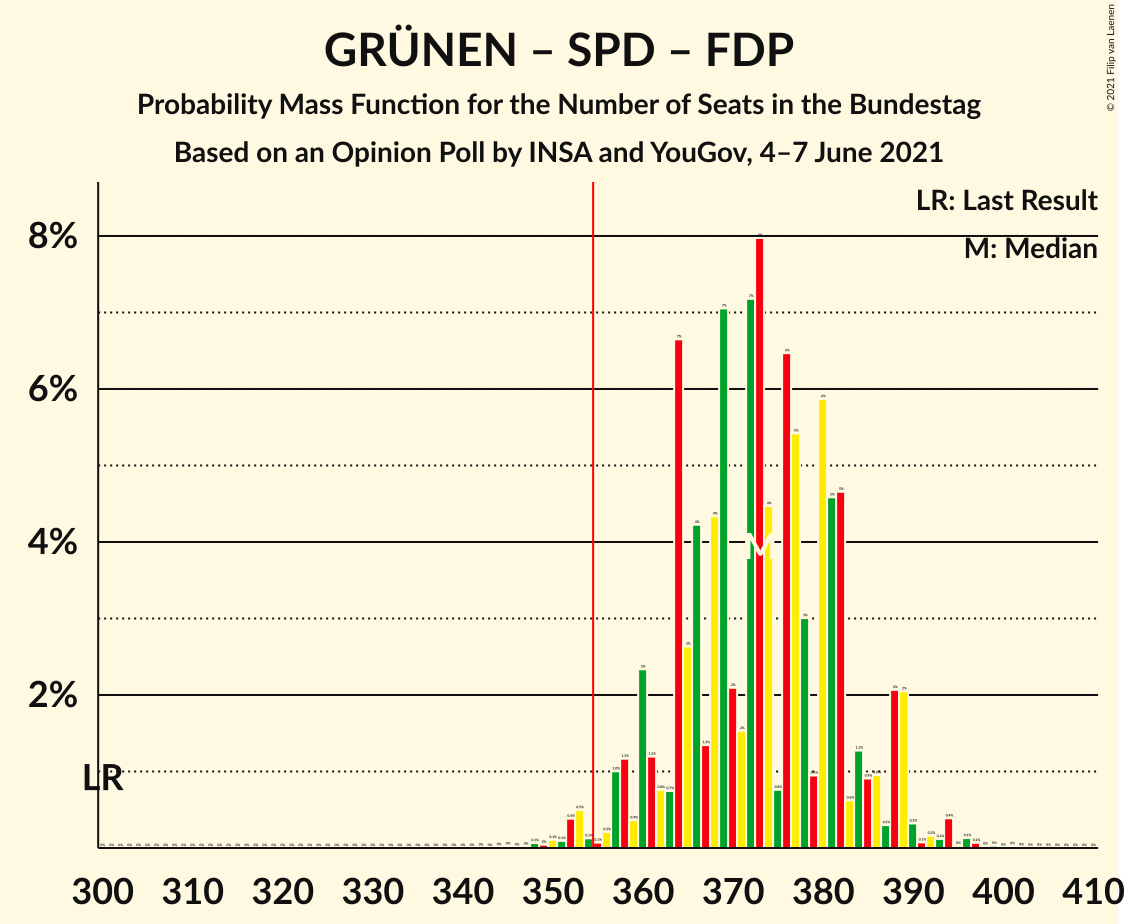 GRÜNEN – SPD – FDP
Probability Mass Function for the Number of Seats in the Bundestag
Based on an Opinion Poll by INSA and YouGov, 4–7 June 2021
© 2021 Filip van Laenen
LR: Last Result
M: Median
8%
6%
4%
2%
LR
M
300 310 320 330 340 350 360 370 380 390 400 410